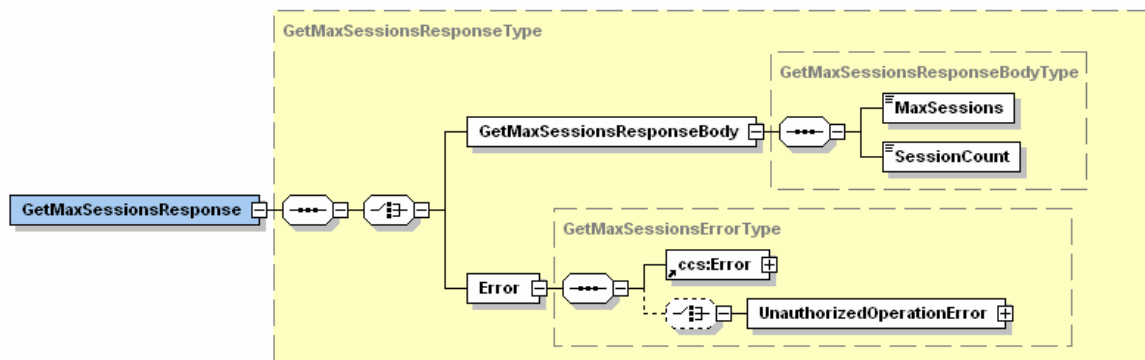 GetMaxSessionsResponseType
GetMaxSessionsResponseBodyType
MaxSessions
GetMaxSessionsResponseBody
SessionCount
GetMaxSessionsResponse
GetMaxSessionsErrorType
ccs:Error
Error
UnauthorizedOperationError